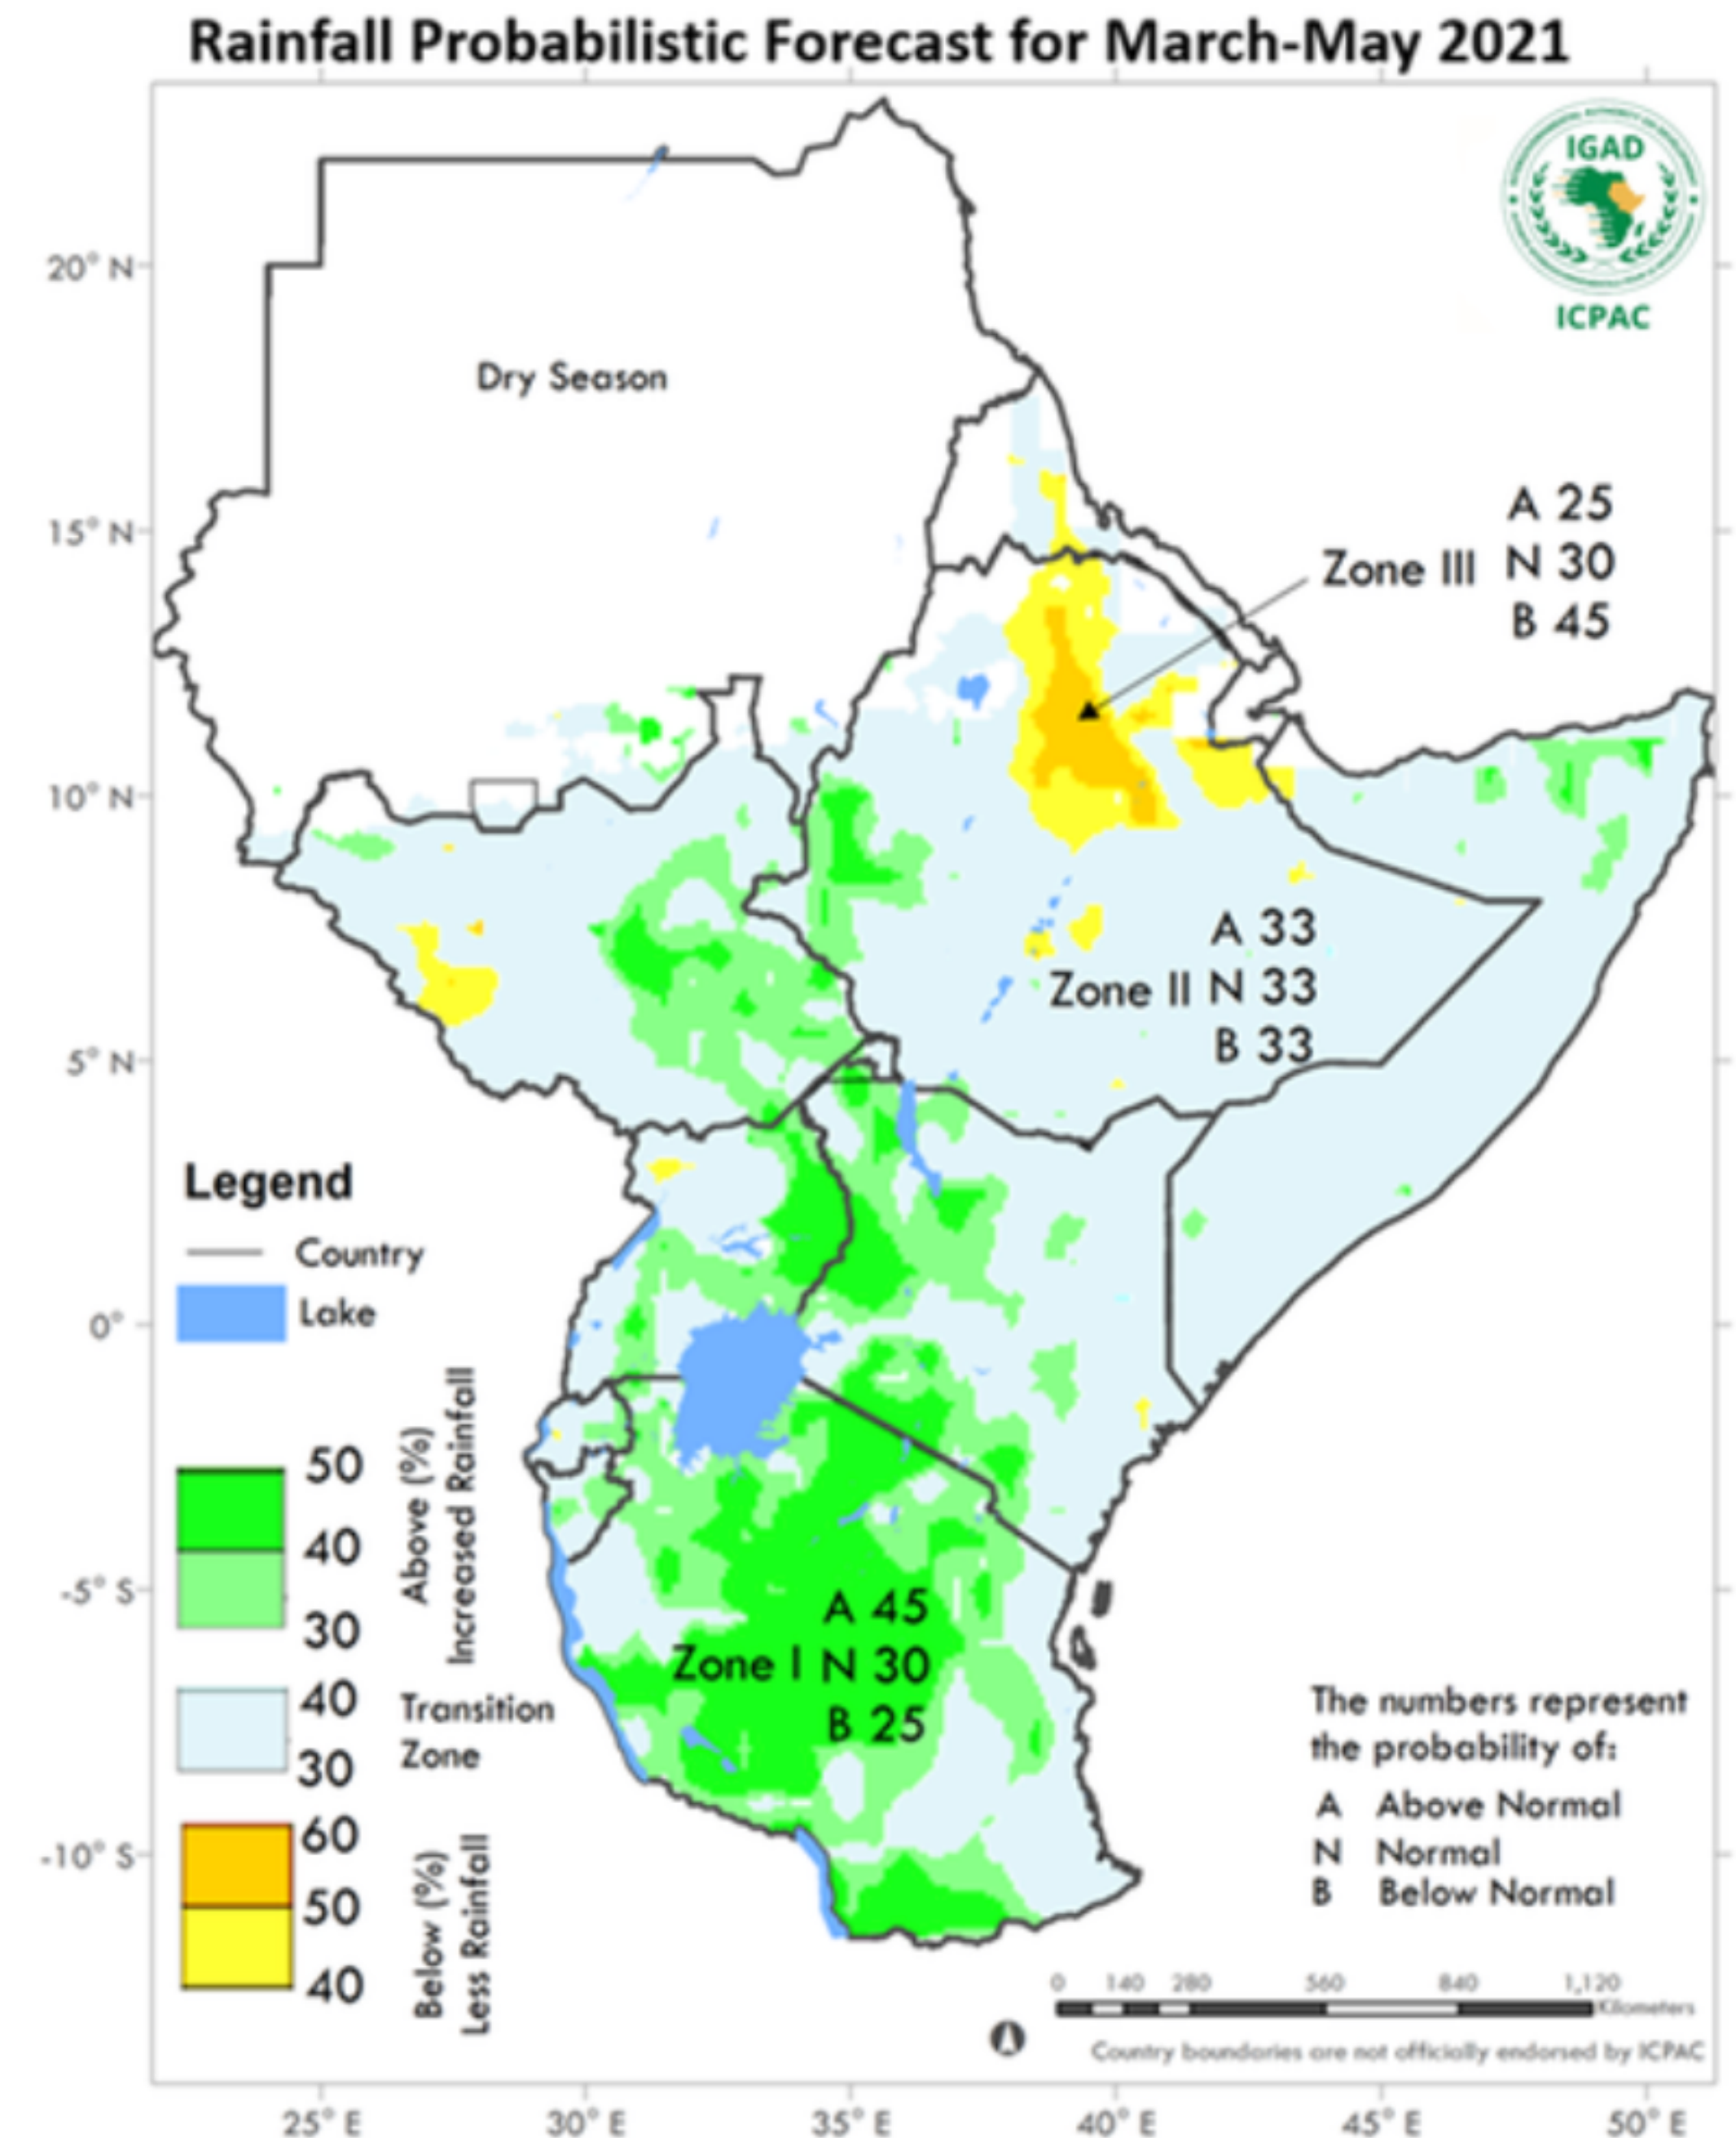 Rainfall Probabilistic Forecast for March-May 2021
IGAD
ICPAC
20° N
15° N
10° N
5° N
0°
-5° S
-10° S
Dry Season
A 25
Zone III N 30
B 45
A 33
Zone II N 33
B 33
A 45
Zone I N 30
B 25
Legend
Country
Lake
50
40
30
Above (%)
Increased Rainfall
40
30
Transition
Zone
60
50
40
Below (%)
Less Rainfall
The numbers represent
the probability of:
A Above Normal
N Normal
B Below Normal
0 140 280 560 840 1,120
Kilometers
Country boundaries are not officially endorsed by ICPAC
25° E 30° E 35° E 40° E 45° E 50° E